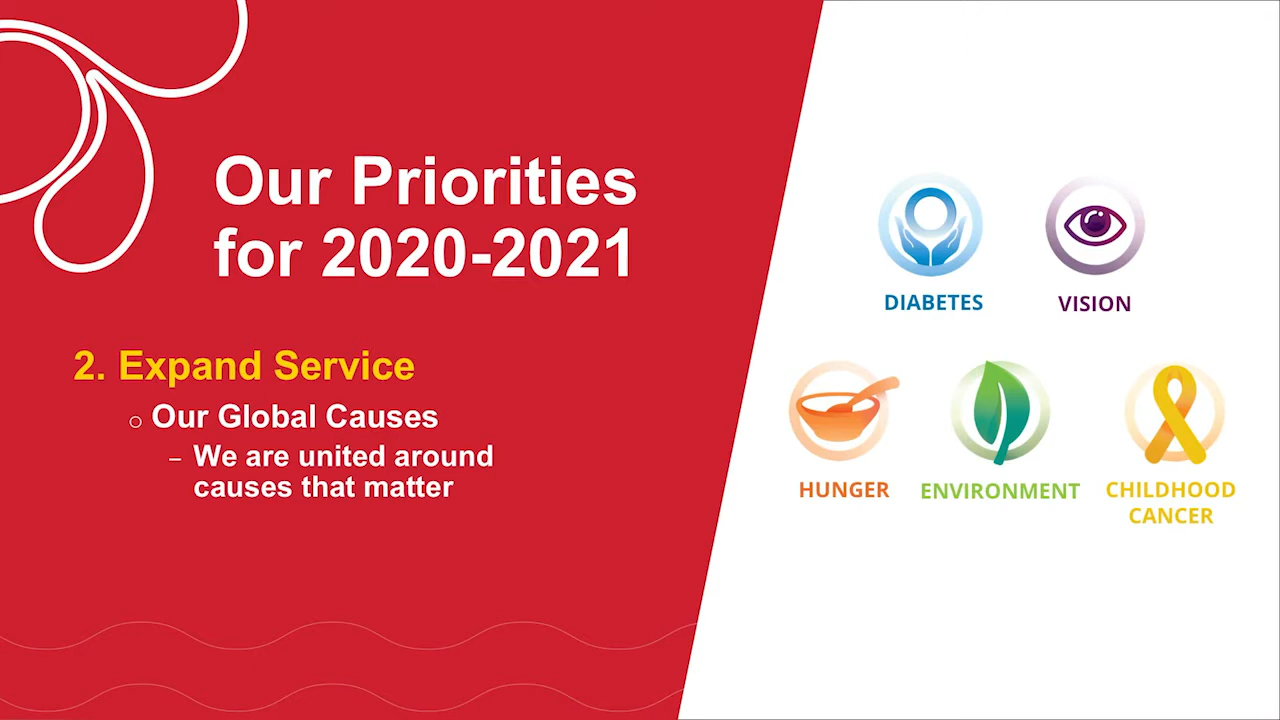 Our Priorities
for 2020-2021
2. Expand Service
○ Our Global Causes
– We are united around
causes that matter
DIABETES
VISION
HUNGER
ENVIRONMENT
CHILDHOOD
CANCER